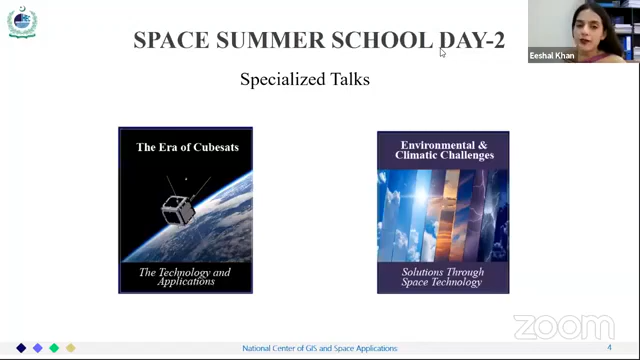 SPACE SUMMER SCHOOL DAY-2
Eeshal Khan
Specialized Talks
The Era of Cubesats
The Technology and
Applications
Environmental &
Climatic Challenges
Solutions Through
Space Technology
zoom
National Center of GIS and Space Applications
4